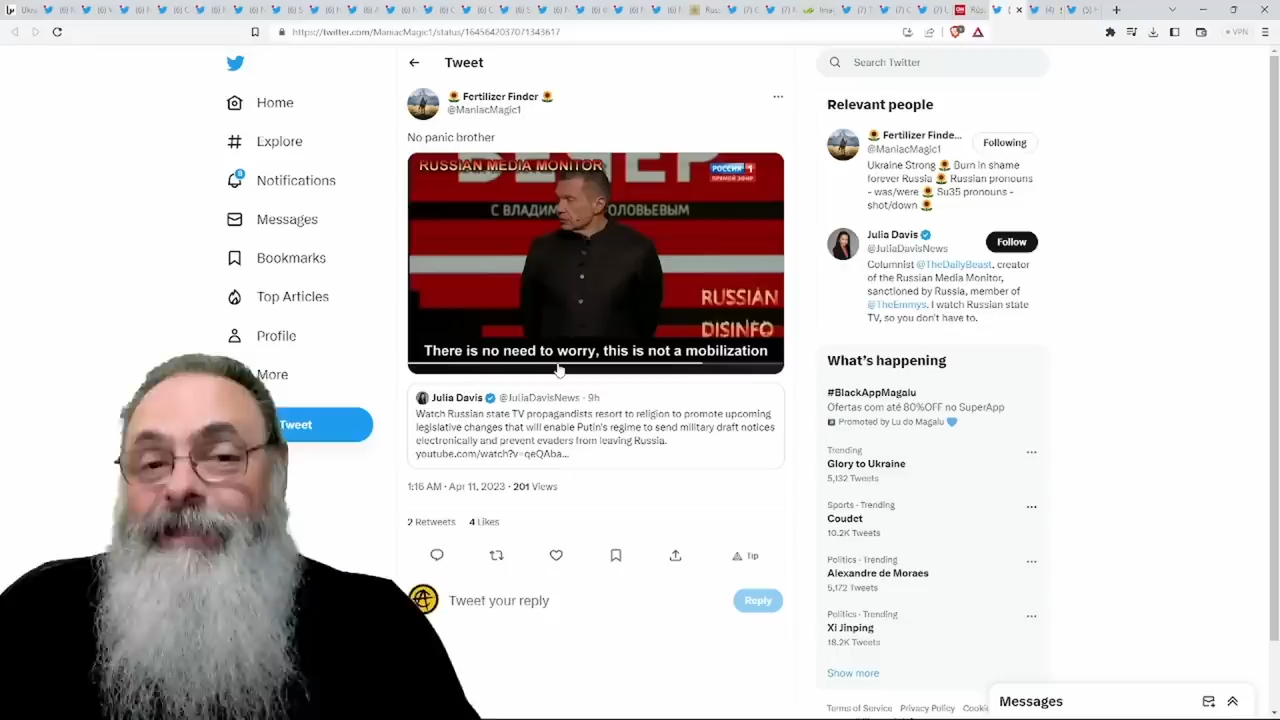 https://twitter.com/ManiacMagic1/status/1645642037071343617
VPN
Home
Explore
Notifications
Messages
Bookmarks
Top Articles
Profile
More
Tweet
Tweet
Fertilizer Finder
@ManiacMagic1
No panic brother
RUSSIAN MEDIA MONITOR
РОССИЯ 1
ПРЯМОЙ ЭФИР
С ВЛАДИМ ОЛОВЬЕВЫМ
RUSSIAN
DISINFO
There is no need to worry, this is not a mobilization
Julia Davis @JuliaDavisNews · 9h
Watch Russian state TV propagandists resort to religion to promote upcoming
legislative changes that will enable Putin's regime to send military draft notices
electronically and prevent evaders from leaving Russia.
youtube.com/watch?v=qeQAba...
1:16 AM · Apr 11, 2023 · 201 Views
2 Retweets 4 Likes
Tip
Tweet your reply
Reply
Search Twitter
Relevant people
Fertilizer Finde...
@ManiacMagic1
Following
Ukraine Strong Burn in shame
forever Russia Russian pronouns
- was/were Su35 pronouns -
shot/down
Julia Davis
@JuliaDavisNews
Follow
Columnist @TheDailyBeast, creator
of the Russian Media Monitor,
sanctioned by Russia, member of
@TheEmmys. I watch Russian state
TV, so you don't have to.
What's happening
#BlackAppMagalu
Ofertas com até 80%OFF no SuperApp
Promoted by Lu do Magalu
Trending
Glory to Ukraine
5,132 Tweets
Sports · Trending
Coudet
10.2K Tweets
Politics · Trending
Alexandre de Moraes
5,172 Tweets
Politics · Trending
Xi Jinping
18.2K Tweets
Show more
Terms of Service Privacy Policy
Messages